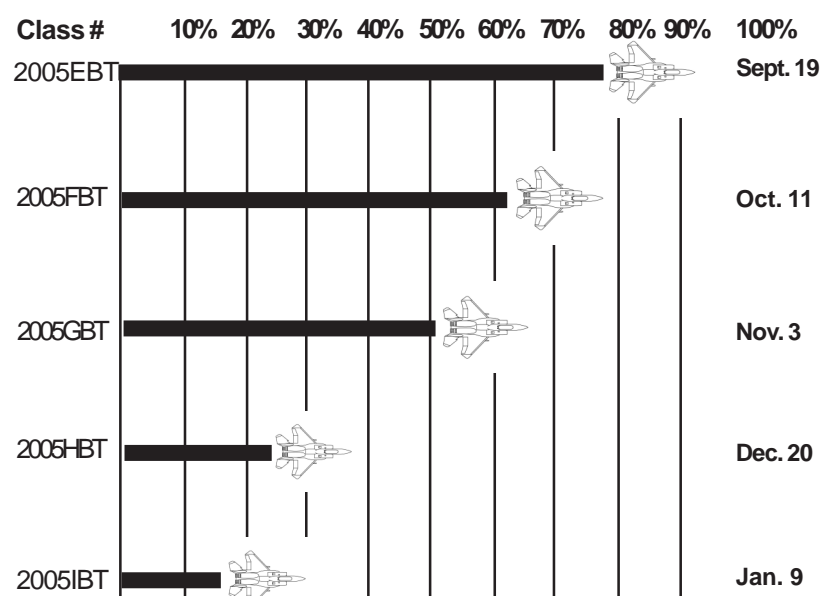 Class # 10% 20% 30% 40% 50% 60% 70% 80% 90% 100%
2005EBT Sept. 19
2005FBT Oct. 11
2005GBT Nov. 3
2005HBT Dec. 20
2005IBT Jan. 9